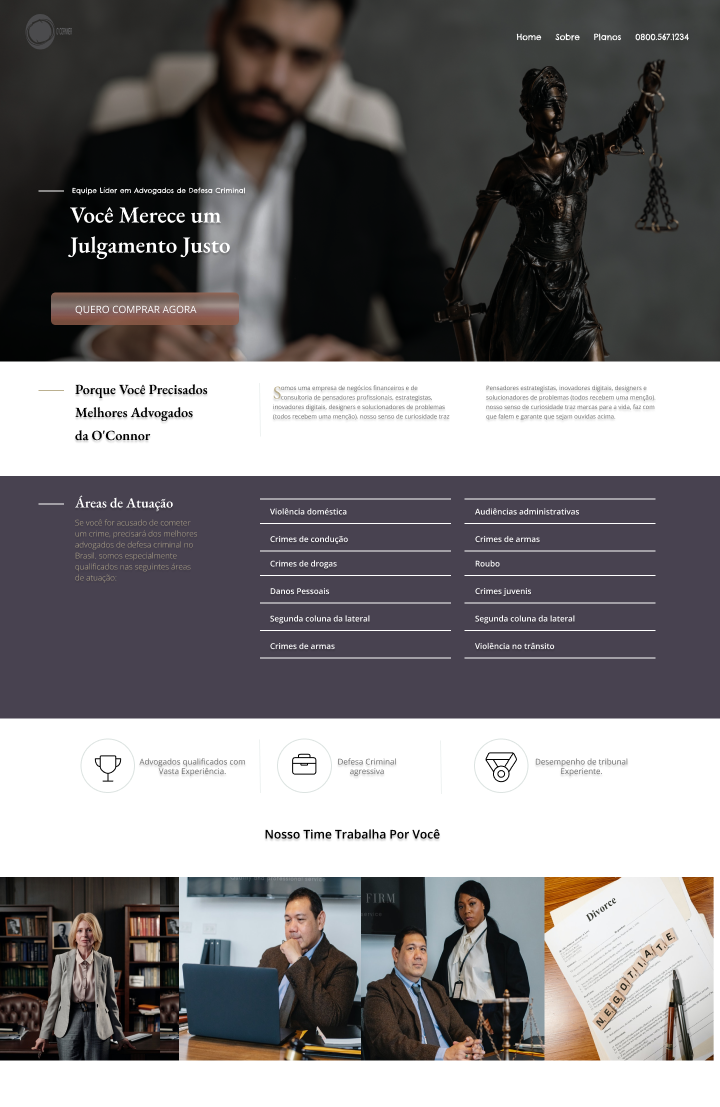 Home Sobre Planos 0800.567.1234
Equipe Líder em Advogados de Defesa Criminal
Você Merece um
Julgamento Justo
QUERO COMPRAR AGORA
Porque Você Precisados
Melhores Advogados
da O'Connor
Somos uma empresa de negócios financeiros e de
consultoria de pensadores profissionais, estrategistas,
inovadores digitais, designers e solucionadores de problemas
(todos recebem uma menção). nosso senso de curiosidade traz
Pensadores estrategistas, inovadores digitais, designers e
solucionadores de problemas (todos recebem uma menção).
nosso senso de curiosidade traz marcas para a vida, faz com
que falem e garante que sejam ouvidas acima.
Áreas de Atuação
Se você for acusado de cometer
um crime, precisará dos melhores
advogados de defesa criminal no
Brasil, somos especialmente
qualificados nas seguintes áreas
de atuação:
Violência doméstica
Crimes de condução
Crimes de drogas
Danos Pessoais
Segunda coluna da lateral
Crimes de armas
Audiências administrativas
Crimes de armas
Roubo
Crimes juvenis
Segunda coluna da lateral
Violência no trânsito
Advogados qualificados com
Vasta Experiência.
Defesa Criminal
agressiva
Desempenho de tribunal
Experiente.
Nosso Time Trabalha Por Você
FIRM
Divorce
NEGOTIATE